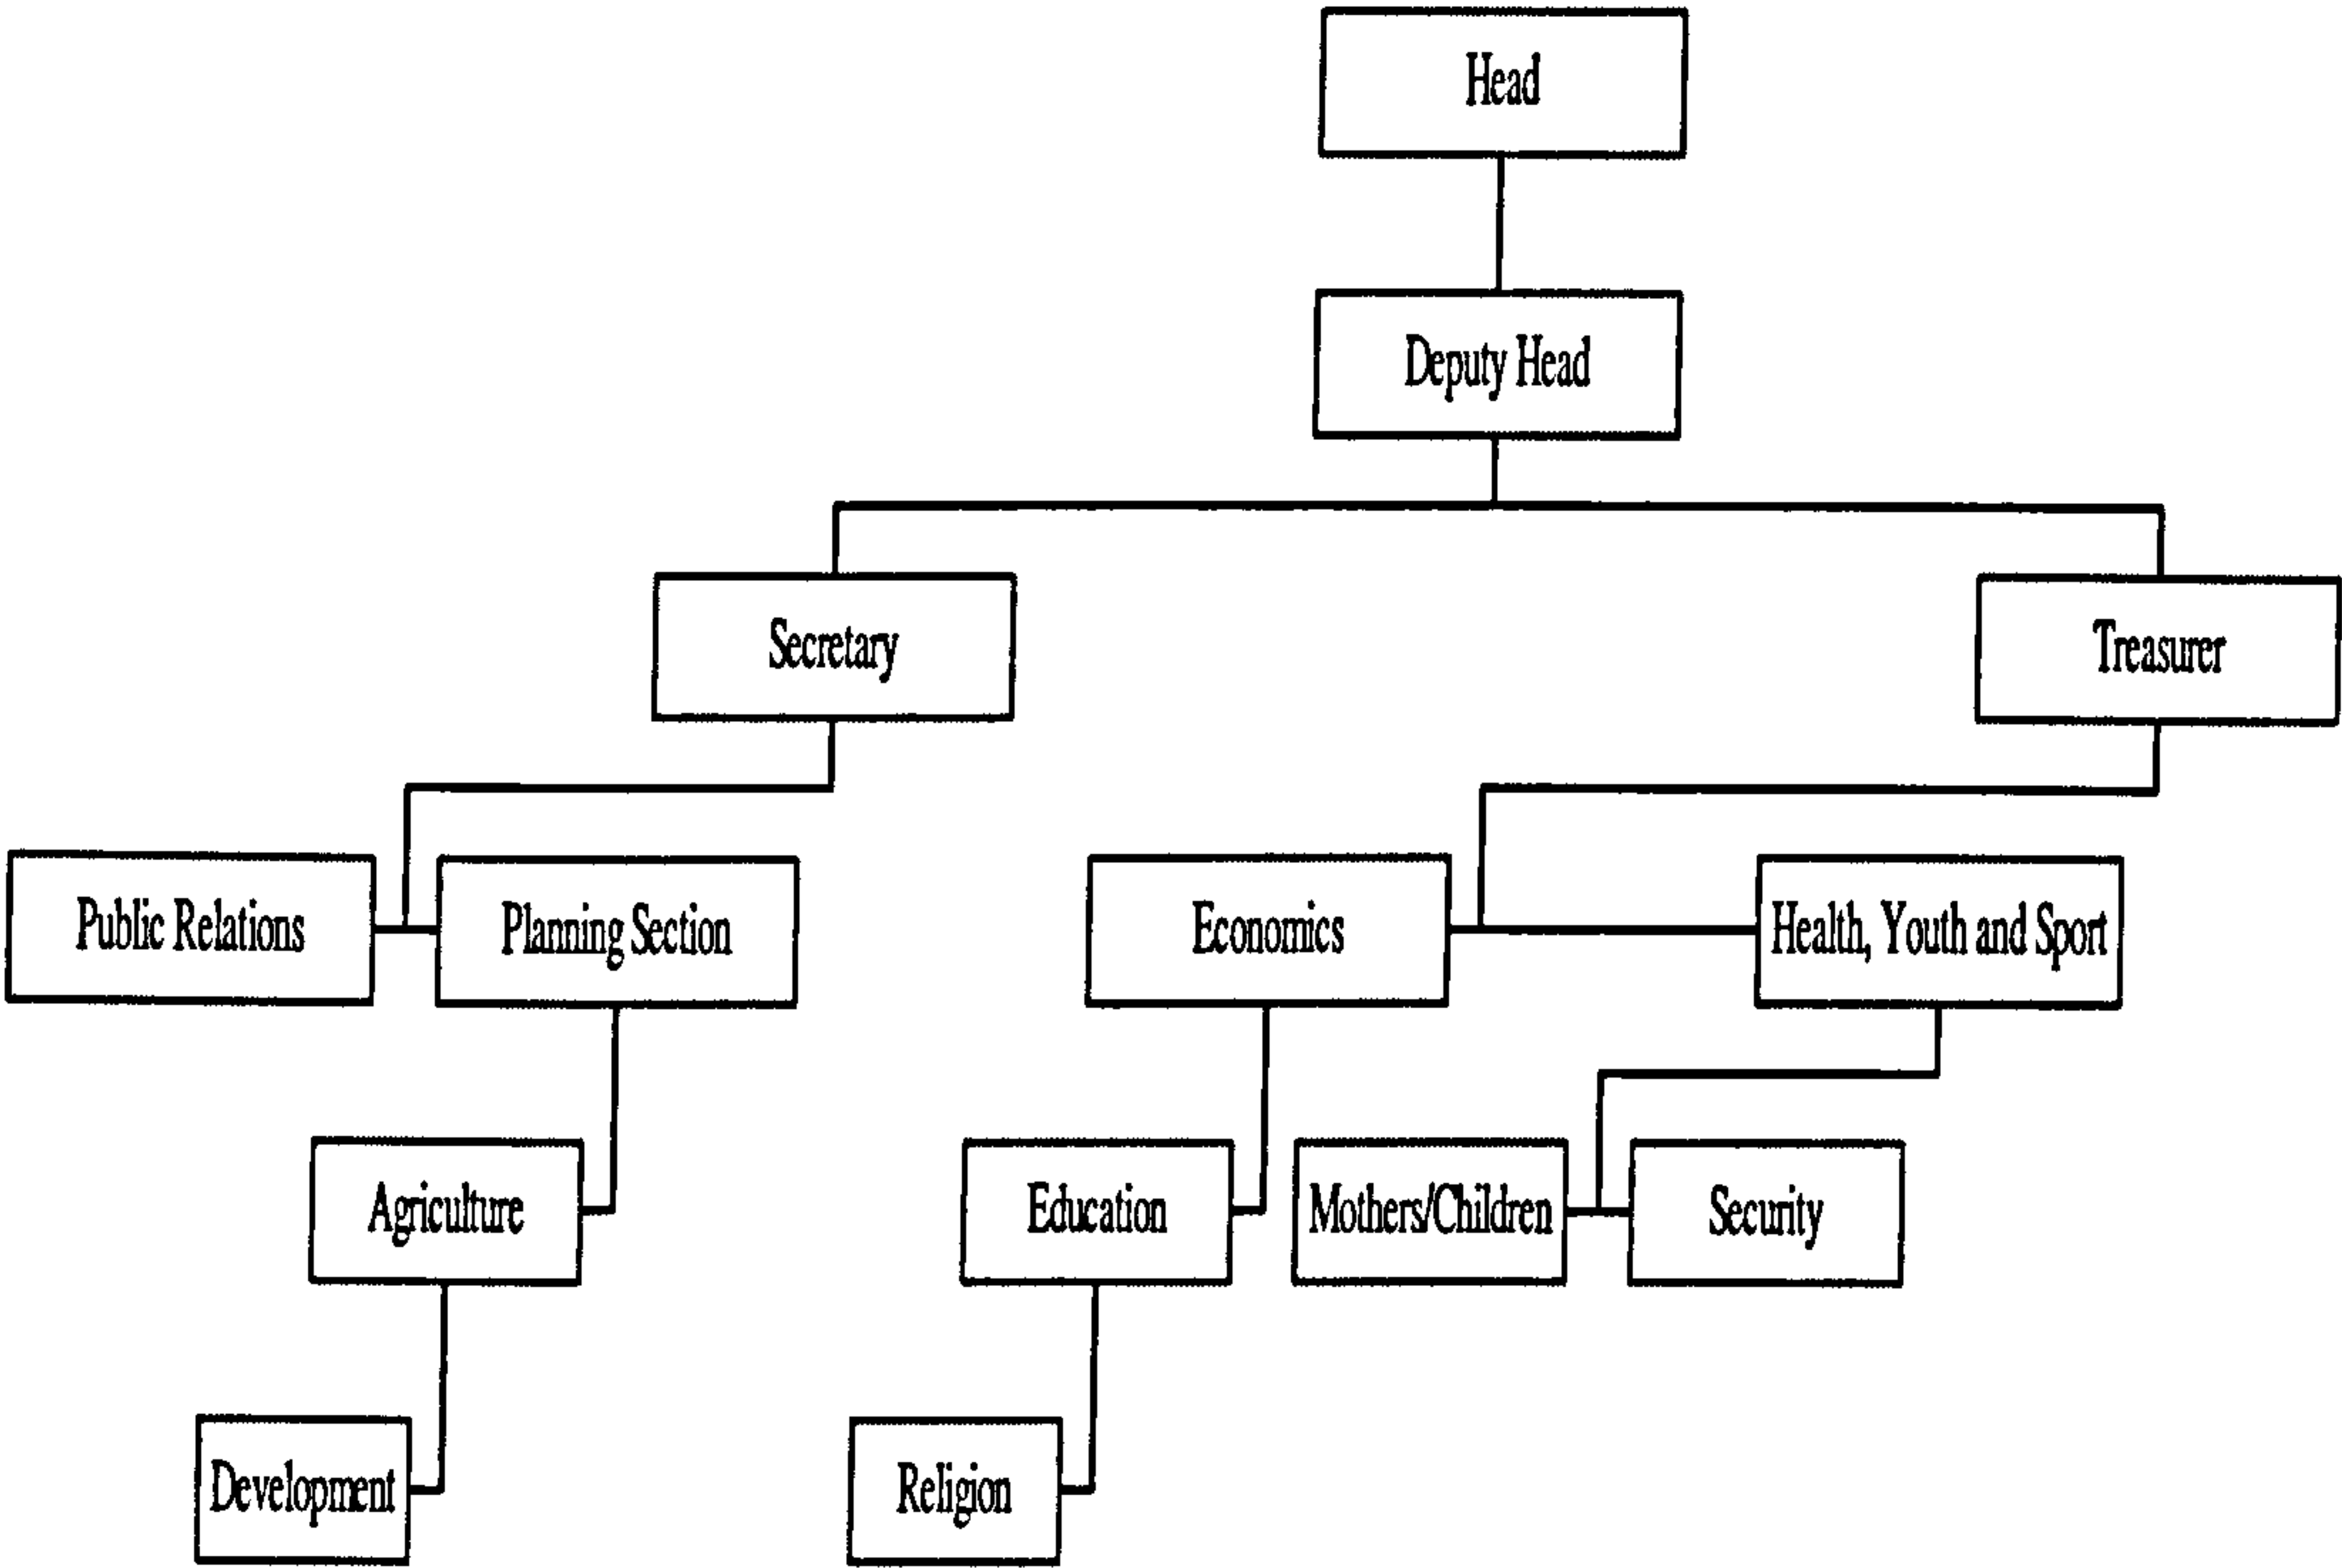 Head
Deputy Head
Secretary
Treasurer
Public Relations
Planning Section
Economics
Health, Youth and Sport
Agriculture
Education
Mothers/Children
Security
Development
Religion